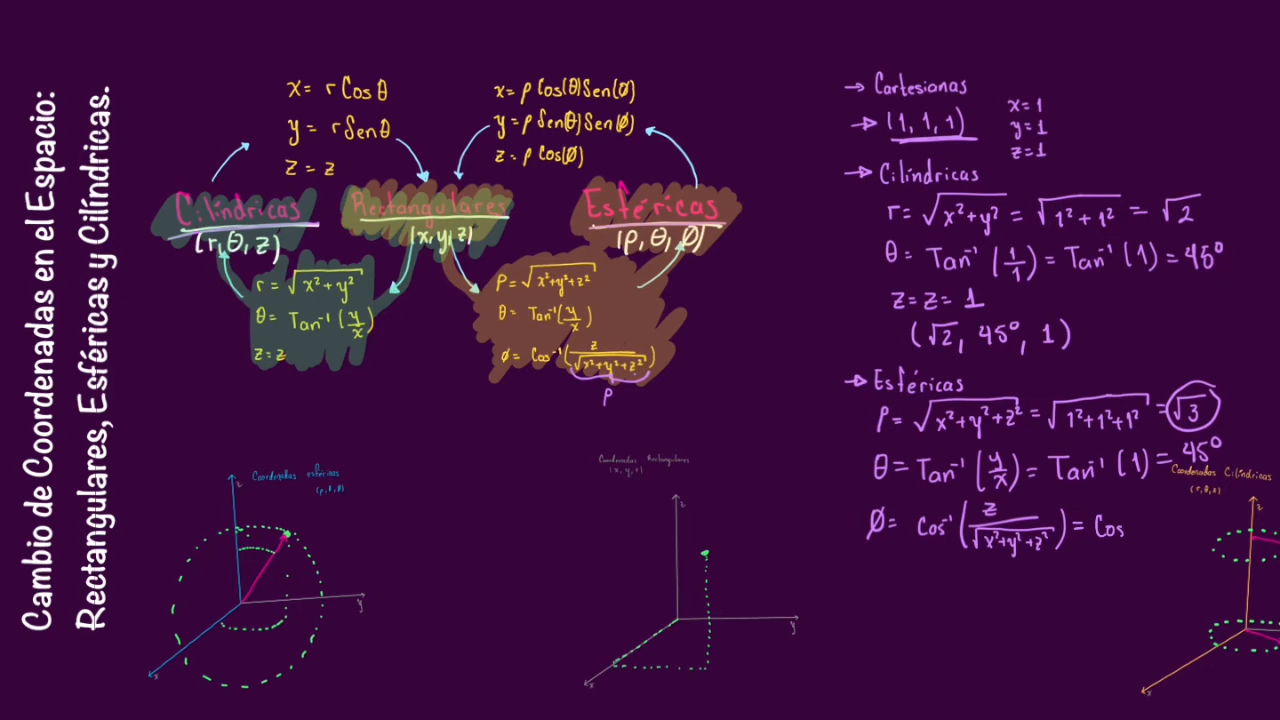 Cambio de Coordenadas en el Espacio:
Rectangulares, Esféricas y Cilíndricas.
x = r Cosθ
y = r Senθ
z = z
x = ρ Cos(θ)Sen(Ø)
y = ρ Sen(θ)Sen(Ø)
z = ρ Cos(Ø)
Cilíndricas
(r, θ, z)
Rectangulares
(x, y, z)
Esféricas
(ρ, θ, Ø)
r = √x²+y²
θ = Tan⁻¹(y/x)
z = z
ρ = √x²+y²+z²
θ = Tan⁻¹(y/x)
Ø = Cos⁻¹(z/√x²+y²+z²)
ρ
→ Cartesianas
→ (1, 1, 1)
x=1
y=1
z=1
→ Cilíndricas
r = √x²+y² = √1²+1² = √2
θ = Tan⁻¹(1/1) = Tan⁻¹(1) = 45°
z = z = 1
(√2, 45°, 1)
→ Esféricas
ρ = √x²+y²+z² = √1²+1²+1² = √3
θ = Tan⁻¹(y/x) = Tan⁻¹(1) = 45°
Ø = Cos⁻¹(z/√x²+y²+z²) = Cos
Coordenadas esféricas
(ρ, θ, Ø)
z
y
x
Coordenadas Rectangulares
(x, y, z)
z
y
x
Coordenadas Cilíndricas
(r, θ, z)
z
x